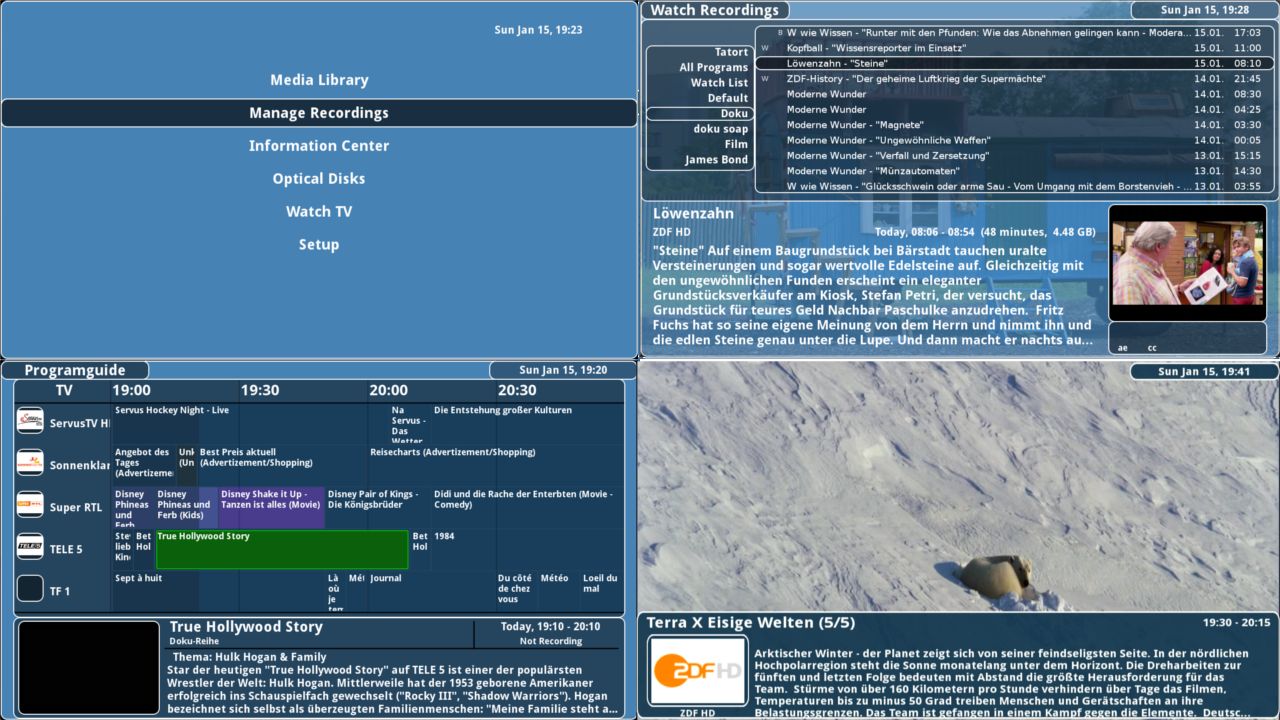 Sun Jan 15, 19:23
Media Library
Manage Recordings
Information Center
Optical Disks
Watch TV
Setup
Watch Recordings
Sun Jan 15, 19:28
Tatort
All Programs
Watch List
Default
Doku
doku soap
Film
James Bond
B W wie Wissen - "Runter mit den Pfunden: Wie das Abnehmen gelingen kann - Modera... 15.01. 17:03
W Kopfball - "Wissensreporter im Einsatz" 15.01. 11:00
Löwenzahn - "Steine" 15.01. 08:10
W ZDF-History - "Der geheime Luftkrieg der Supermächte" 14.01. 21:45
Moderne Wunder 14.01. 08:30
Moderne Wunder 14.01. 04:25
Moderne Wunder - "Magnete" 14.01. 03:30
Moderne Wunder - "Ungewöhnliche Waffen" 14.01. 00:05
Moderne Wunder - "Verfall und Zersetzung" 13.01. 15:15
Moderne Wunder - "Münzautomaten" 13.01. 14:30
W wie Wissen - "Glücksschwein oder arme Sau - Vom Umgang mit dem Borstenvieh - ... 13.01. 03:55
Löwenzahn
ZDF HD Today, 08:06 - 08:54 (48 minutes, 4.48 GB)
"Steine" Auf einem Baugrundstück bei Bärstadt tauchen uralte
Versteinerungen und sogar wertvolle Edelsteine auf. Gleichzeitig mit
den ungewöhnlichen Funden erscheint ein eleganter
Grundstücksverkäufer am Kiosk, Stefan Petri, der versucht, das
Grundstück für teures Geld Nachbar Paschulke anzudrehen. Fritz
Fuchs hat so seine eigene Meinung von dem Herrn und nimmt ihn und
die edlen Steine genau unter die Lupe. Und dann macht er nachts au...
ae cc
Programguide
Sun Jan 15, 19:20
TV 19:00 19:30 20:00 20:30
ServusTV H
Servus Hockey Night - Live
Na
Servus -
Das
Wetter
Die Entstehung großer Kulturen
Sonnenklar
Angebot des
Tages
(Advertizeme
Unk
(Un
Best Preis aktuell
(Advertizement/Shopping)
Reisecharts (Advertizement/Shopping)
Super RTL
Disney
Phineas
und
Ferb
Disney
Phineas und
Ferb (Kids)
Disney Shake it Up -
Tanzen ist alles (Movie)
Disney Pair of Kings -
Die Königsbrüder
Didi und die Rache der Enterbten (Movie -
Comedy)
TELE 5
TELE 5
Stev
lieb
Kin
Bet
Hol
True Hollywood Story
Bet
Hol
1984
TF 1
Sept à huit
Là
où
je
Mét
Journal
Du côté
de chez
vous
Météo
Loeil du
mal
True Hollywood Story
Doku-Reihe
Today, 19:10 - 20:10
Not Recording
Thema: Hulk Hogan & Family
Star der heutigen "True Hollywood Story" auf TELE 5 ist einer der populärsten
Wrestler der Welt: Hulk Hogan. Mittlerweile hat der 1953 geborene Amerikaner
erfolgreich ins Schauspielfach gewechselt ("Rocky III", "Shadow Warriors"). Hogan
bezeichnet sich selbst als überzeugten Familienmenschen: "Meine Familie steht a...
Sun Jan 15, 19:41
Terra X Eisige Welten (5/5)
19:30 - 20:15
ZDF HD
ZDF HD
Arktischer Winter - der Planet zeigt sich von seiner feindseligsten Seite. In der nördlichen
Hochpolarregion steht die Sonne monatelang unter dem Horizont. Die Dreharbeiten zur
fünften und letzten Folge bedeuten mit Abstand die größte Herausforderung für das
Team. Stürme von über 160 Kilometern pro Stunde verhindern über Tage das Filmen,
Temperaturen bis zu minus 50 Grad treiben Menschen und Gerätschaften an ihre
Belastungsgrenzen. Das Team ist gefangen in einem Kampf gegen die Elemente. Deutsc...